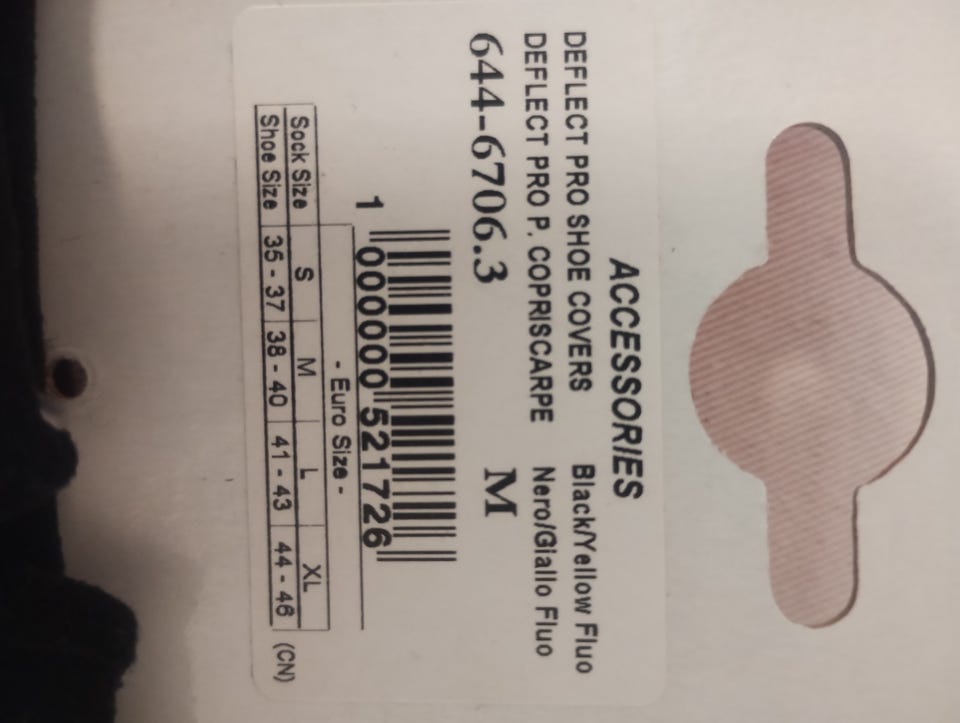 ACCESSORIES
DEFLECT PRO SHOE COVERS Black/Yellow Fluo
DEFLECT PRO P. COPRISCARPE Nero/Giallo Fluo
644-6706.3 M
1 000000 521726
- Euro Size -
Sock Size S M L XL
Shoe Size 35 - 37 38 - 40 41 - 43 44 - 46 (CN)